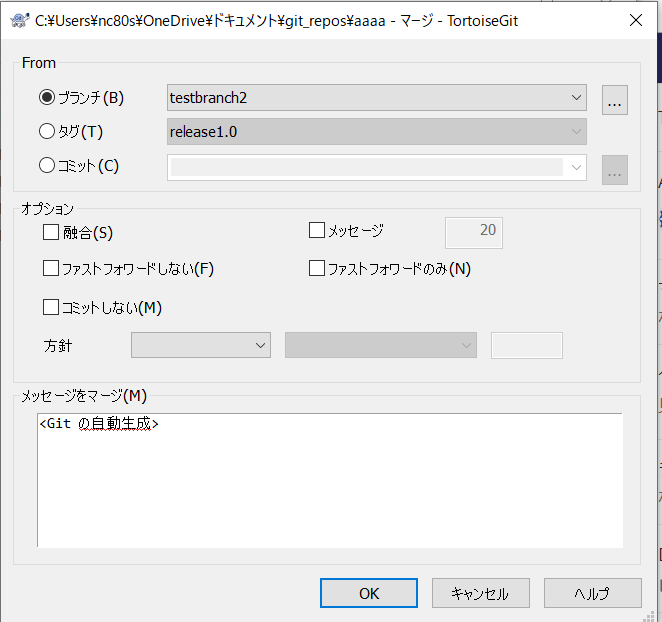 C:¥Users¥nc80s¥OneDrive¥ドキュメント¥git_repos¥aaaa - マージ - TortoiseGit
From
ブランチ(B)
testbranch2
...
タグ(T)
release1.0
コミット(C)
...
オプション
融合(S)
メッセージ
20
ファストフォワードしない(F)
ファストフォワードのみ(N)
コミットしない(M)
方針
メッセージをマージ(M)
<Git の自動生成>
OK
キャンセル
ヘルプ